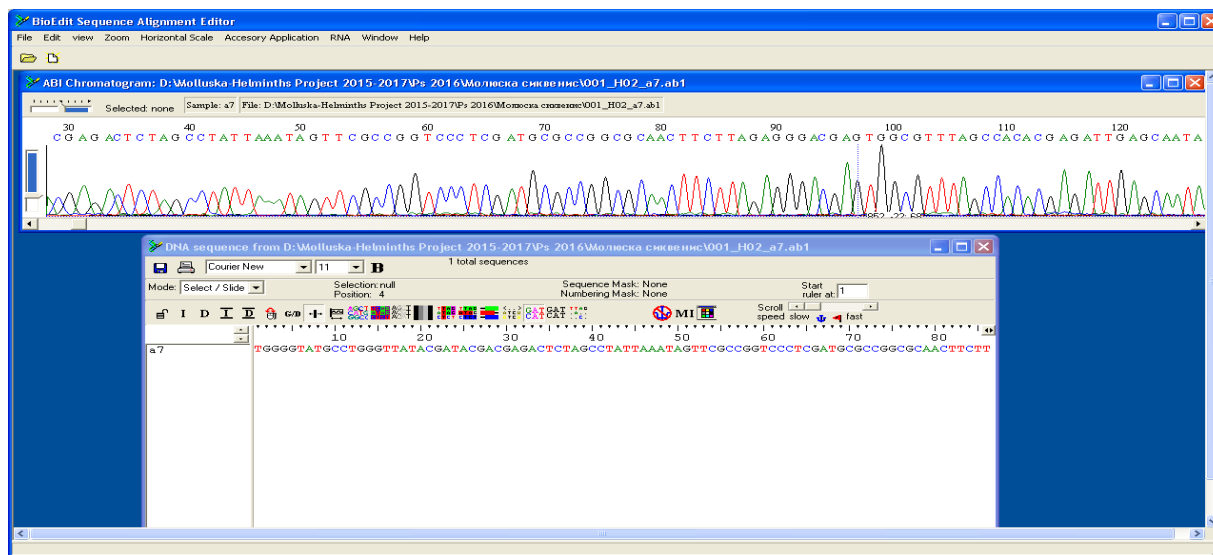 BioEdit Sequence Alignment Editor
File Edit view Zoom Horizontal Scale Accesory Application RNA Window Help
ABI Chromatogram: D:\Molluska-Helminths Project 2015-2017\Ps 2016\Молюска сиквенис\001_H02_a7.ab1
Selected: none Sample: a7 File: D:\Molluska-Helminths Project 2015-2017\Ps 2016\Молюска сиквенис\001_H02_a7.ab1
30 40 50 60 70 80 90 100 110 120
CGAGACTCTAGCCTATTAAATAGTTCGCCGGTCCCTCGATGCGCCGGCGCAACTTCTTAGAGGGACGAGTGGCGTTTAGCCACACGAGATTGAGCAATA
DNA sequence from D:\Molluska-Helminths Project 2015-2017\Ps 2016\Молюска сиквенис\001_H02_a7.ab1
Courier New 11 B 1 total sequences
Mode: Select / Slide Selection: null Sequence Mask: None Start
Position: 4 Numbering Mask: None ruler at: 1
I D I D G/D MI Scroll
speed slow fast
10 20 30 40 50 60 70 80
a7 TGGGGTATGCCTGGGTTATACGATACGACGAGACTCTAGCCTATTAAATAGTTCGCCGGTCCCTCGATGCGCCGGCGCAACTTCTT